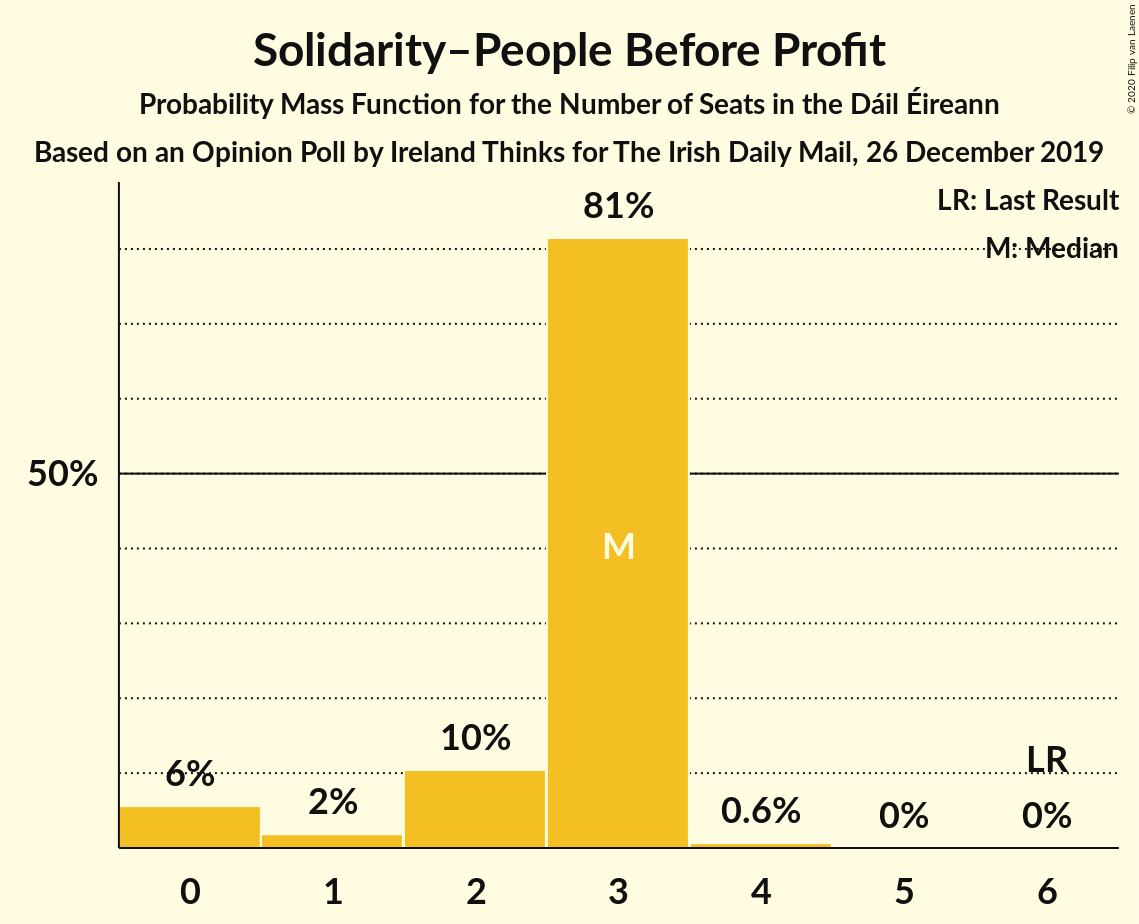 Solidarity–People Before Profit
Probability Mass Function for the Number of Seats in the Dáil Éireann
Based on an Opinion Poll by Ireland Thinks for The Irish Daily Mail, 26 December 2019
© 2020 Filip van Laenen
LR: Last Result
M: Median
81%
50%
M
10%
6%
2%
0.6%
0%
LR
0%
0 1 2 3 4 5 6